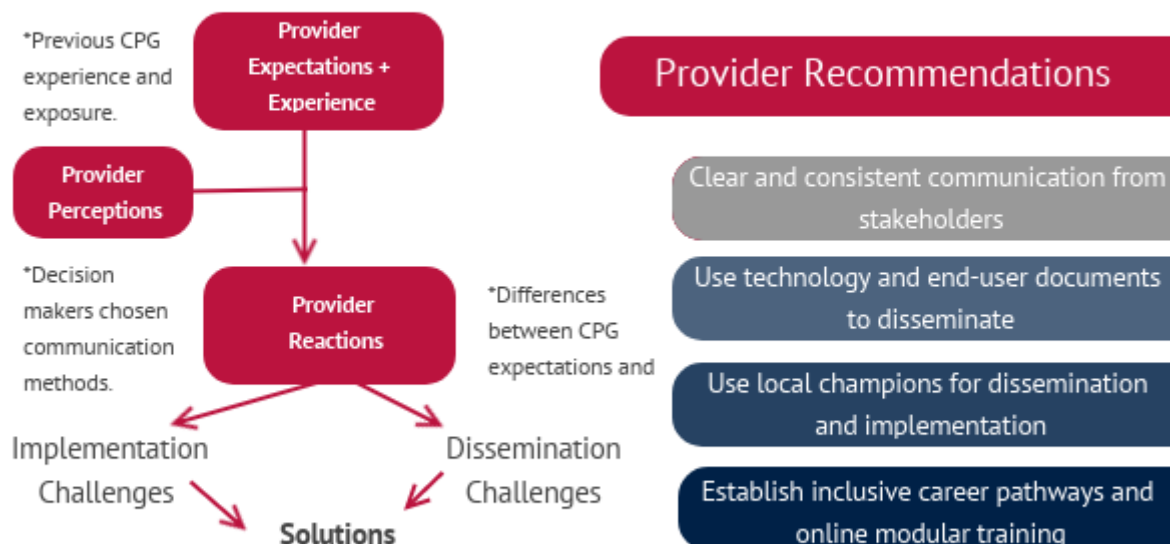 *Previous CPG
experience and
exposure.
Provider
Expectations +
Experience
Provider
Perceptions
*Decision
makers chosen
communication
methods.
Provider
Reactions
*Differences
between CPG
expectations and
Implementation
Challenges
Dissemination
Challenges
Solutions
Provider Recommendations
Clear and consistent communication from
stakeholders
Use technology and end-user documents
to disseminate
Use local champions for dissemination
and implementation
Establish inclusive career pathways and
online modular training